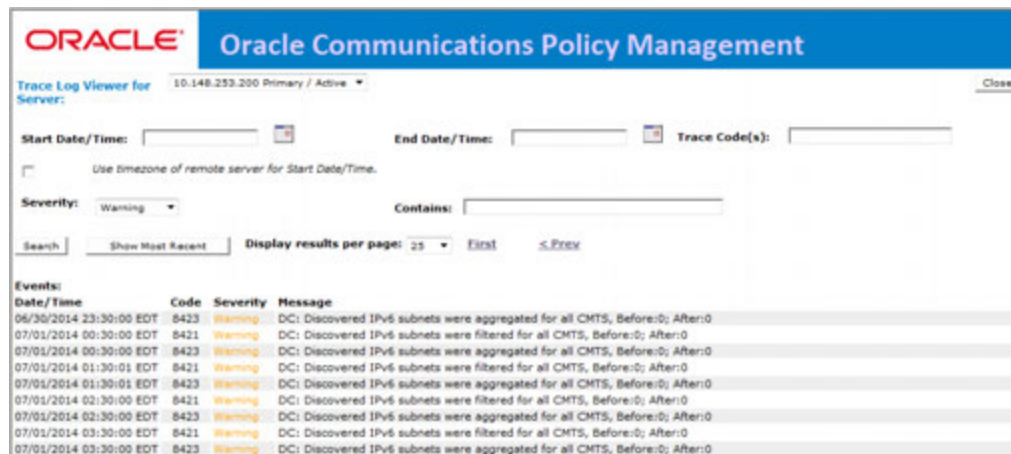 ORACLE®
Oracle Communications Policy Management
Trace Log Viewer for Server:
10.148.253.200 Primary / Active
Close
Start Date/Time:
End Date/Time:
Trace Code(s):
Use timezone of remote server for Start Date/Time.
Severity:
Warning
Contains:
Search
Show Most Recent
Display results per page: 25
First
< Prev
Events:
Date/Time Code Severity Message
06/30/2014 23:30:00 EDT 8423 Warning DC: Discovered IPv6 subnets were aggregated for all CMTS, Before:0; After:0
07/01/2014 00:30:00 EDT 8421 Warning DC: Discovered IPv6 subnets were filtered for all CMTS, Before:0; After:0
07/01/2014 00:30:00 EDT 8423 Warning DC: Discovered IPv6 subnets were aggregated for all CMTS, Before:0; After:0
07/01/2014 01:30:01 EDT 8421 Warning DC: Discovered IPv6 subnets were filtered for all CMTS, Before:0; After:0
07/01/2014 01:30:01 EDT 8423 Warning DC: Discovered IPv6 subnets were aggregated for all CMTS, Before:0; After:0
07/01/2014 02:30:00 EDT 8421 Warning DC: Discovered IPv6 subnets were filtered for all CMTS, Before:0; After:0
07/01/2014 02:30:00 EDT 8423 Warning DC: Discovered IPv6 subnets were aggregated for all CMTS, Before:0; After:0
07/01/2014 03:30:00 EDT 8421 Warning DC: Discovered IPv6 subnets were filtered for all CMTS, Before:0; After:0
07/01/2014 03:30:00 EDT 8423 Warning DC: Discovered IPv6 subnets were aggregated for all CMTS, Before:0; After:0